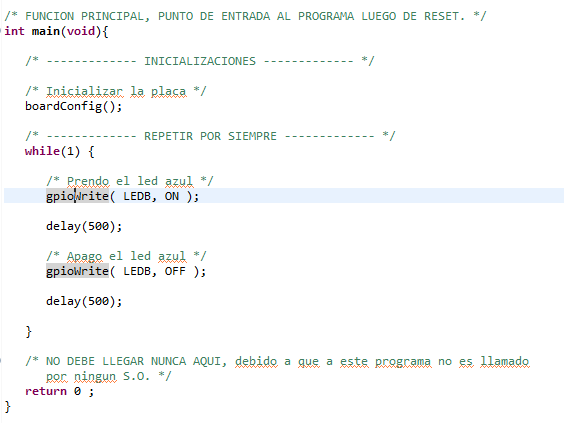 /* FUNCION PRINCIPAL, PUNTO DE ENTRADA AL PROGRAMA LUEGO DE RESET. */
int main(void){
/* ------------- INICIALIZACIONES ------------- */
/* Inicializar la placa */
boardConfig();
/* ------------- REPETIR POR SIEMPRE ------------- */
while(1) {
/* Prendo el led azul */
gpioWrite( LEDB, ON );
delay(500);
/* Apago el led azul */
gpioWrite( LEDB, OFF );
delay(500);
}
/* NO DEBE LLEGAR NUNCA AQUI, debido a que a este programa no es llamado
por ningun S.O. */
return 0 ;
}